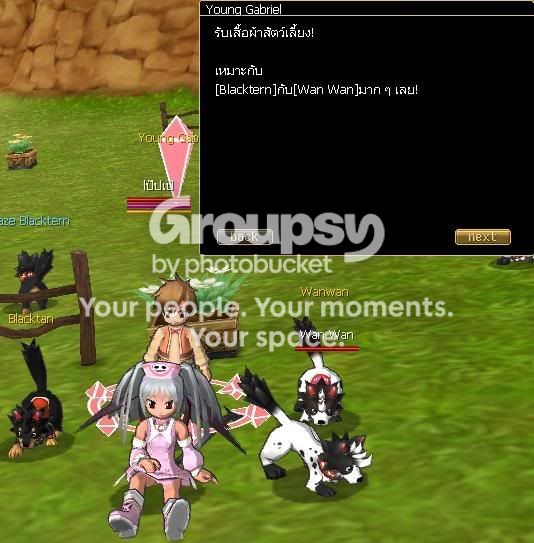 Young Gabriel
รับเสื้อผ้าสัตว์เลี้ยง!
เหมาะกับ
[Blacktern]กับ[Wan Wan]มาก ๆ เลย!
Young Gab
เป๊ปเป้
aze Blacktern
back
next
Groupsy
by photobucket
Your people. Your moments.
Your space.
Wanwan
Blacktan
Wan Wan